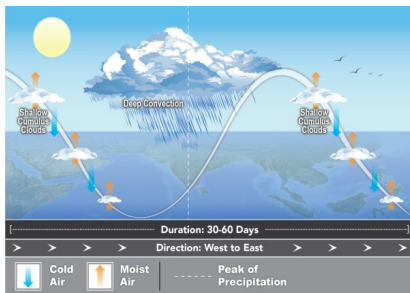 Deep Convection
Shallow
Cumulus
Clouds
Shallow
Cumulus
Clouds
Duration: 30-60 Days
Direction: West to East
Cold
Air
Moist
Air
Peak of
Precipitation